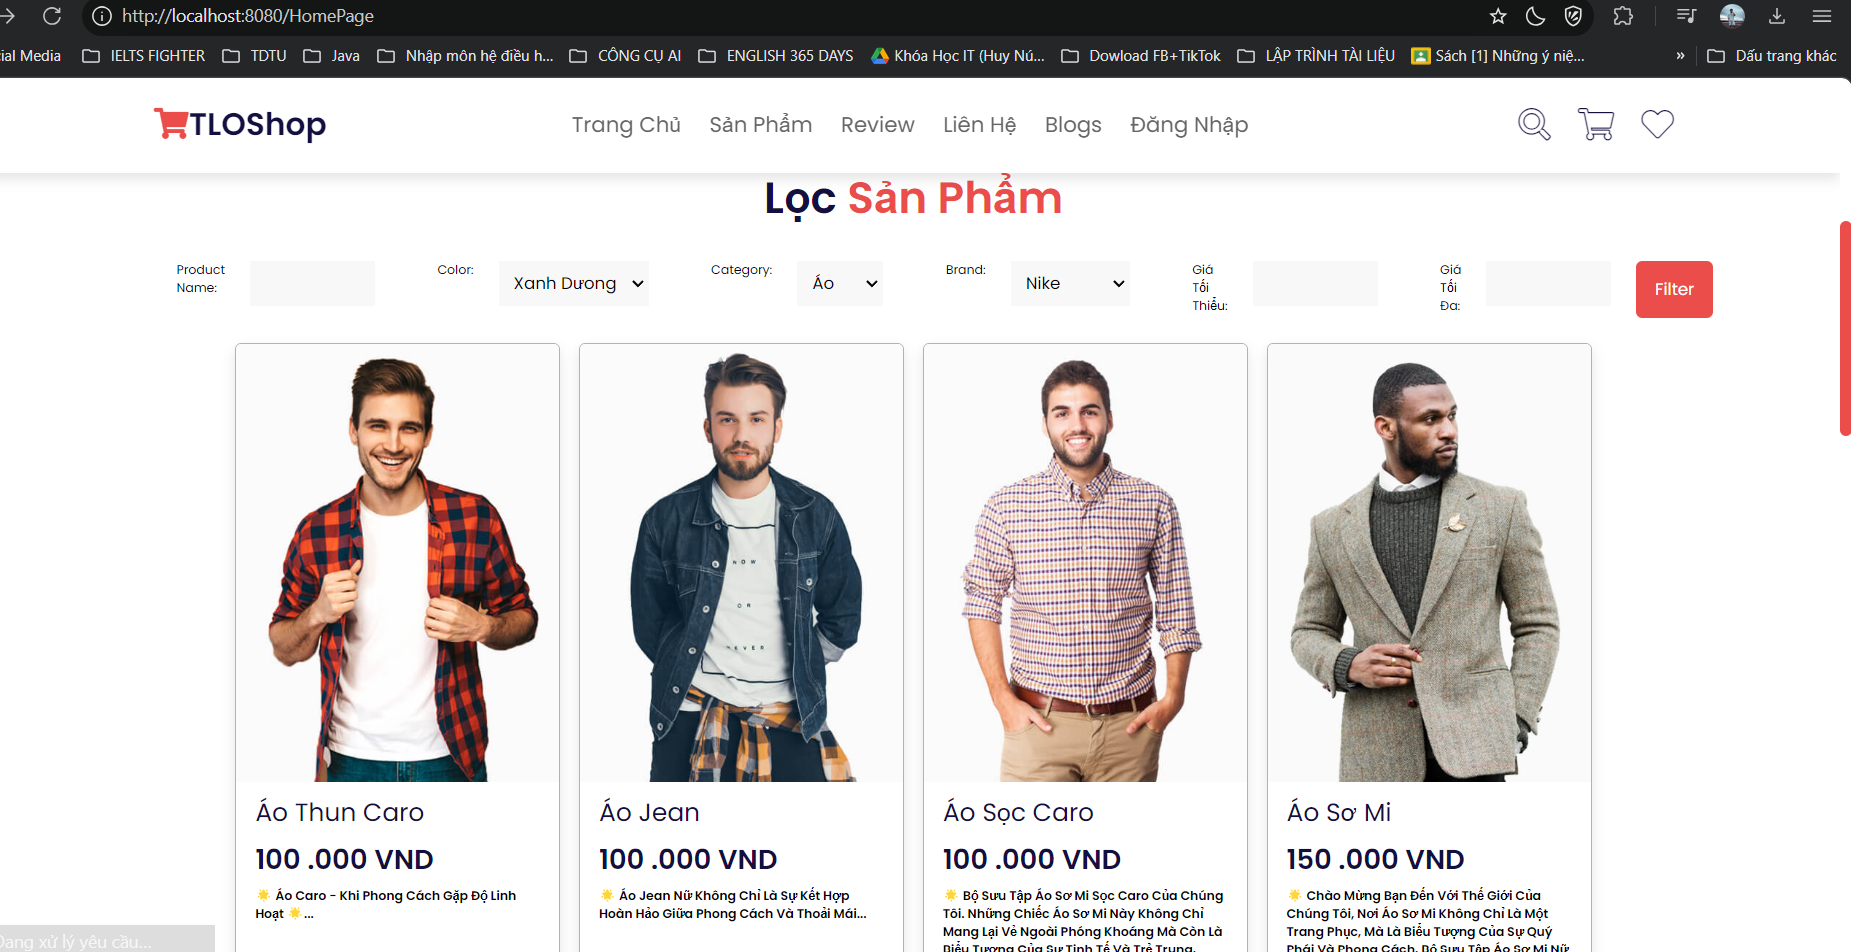 http://localhost:8080/HomePage
cial Media IELTS FIGHTER TDTU Java Nhập môn hệ điều h... CÔNG CỤ AI ENGLISH 365 DAYS Khóa Học IT (Huy Nú... Dowload FB+TikTok LẬP TRÌNH TÀI LIỆU Sách [1] Những ý niệ... » Dấu trang khác
TLOShop Trang Chủ Sản Phẩm Review Liên Hệ Blogs Đăng Nhập
Lọc Sản Phẩm
Product Name: Color: Xanh Dương Category: Áo Brand: Nike Giá Tối Thiểu: Giá Tối Đa: Filter
NOW
OR
NEVER
Áo Thun Caro
100 .000 VND
🌟 Áo Caro - Khi Phong Cách Gặp Độ Linh
Hoạt 🌟...
Áo Jean
100 .000 VND
🌟 Áo Jean Nữ Không Chỉ Là Sự Kết Hợp
Hoàn Hảo Giữa Phong Cách Và Thoải Mái...
Áo Sọc Caro
100 .000 VND
🌟 Bộ Sưu Tập Áo Sơ Mi Sọc Caro Của Chúng
Tôi. Những Chiếc Áo Sơ Mi Này Không Chỉ
Mang Lại Vẻ Ngoài Phóng Khoáng Mà Còn Là
Biểu Tượng Của Sự Tinh Tế Và Trẻ Trung.
Áo Sơ Mi
150 .000 VND
🌟 Chào Mừng Bạn Đến Với Thế Giới Của
Chúng Tôi, Nơi Áo Sơ Mi Không Chỉ Là Một
Trang Phục, Mà Là Biểu Tượng Của Sự Quý
Phái Và Phong Cách. Bộ Sưu Tập Áo Sơ Mi Nữ
Đang xử lý yêu cầu...